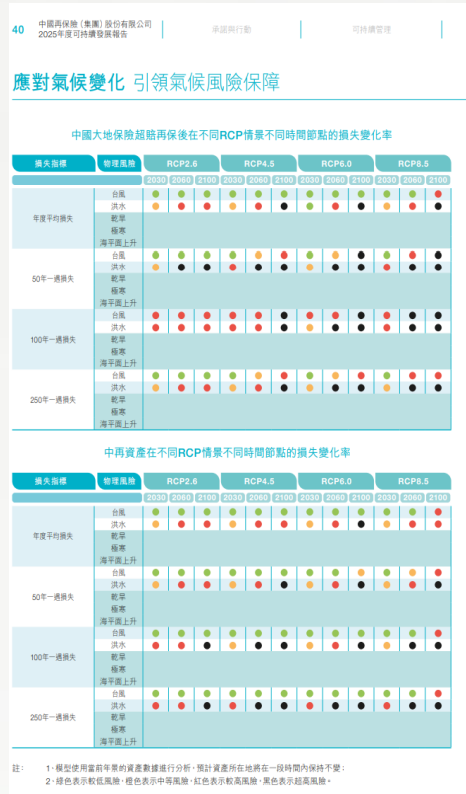 40
中國再保險（集團）股份有限公司
2025年度可持續發展報告
承諾與行動
可持續管理
應對氣候變化 引領氣候風險保障
中國大地保險超賠再保後在不同RCP情景不同時間節點的損失變化率
損失指標 物理風險 RCP2.6 RCP4.5 RCP6.0 RCP8.5
2030 2060 2100 2030 2060 2100 2030 2060 2100 2030 2060 2100
年度平均損失
台風
洪水
乾旱
極寒
海平面上升
50年一遇損失
台風
洪水
乾旱
極寒
海平面上升
100年一遇損失
台風
洪水
乾旱
極寒
海平面上升
250年一遇損失
台風
洪水
乾旱
極寒
海平面上升
中再資產在不同RCP情景不同時間節點的損失變化率
損失指標 物理風險 RCP2.6 RCP4.5 RCP6.0 RCP8.5
2030 2060 2100 2030 2060 2100 2030 2060 2100 2030 2060 2100
年度平均損失
台風
洪水
乾旱
極寒
海平面上升
50年一遇損失
台風
洪水
乾旱
極寒
海平面上升
100年一遇損失
台風
洪水
乾旱
極寒
海平面上升
250年一遇損失
台風
洪水
乾旱
極寒
海平面上升
註： 1、模型使用當前年景的資產數據進行分析，預計資產所在地將在一段時間內保持不變；
2、綠色表示較低風險，橙色表示中等風險，紅色表示較高風險，黑色表示超高風險。